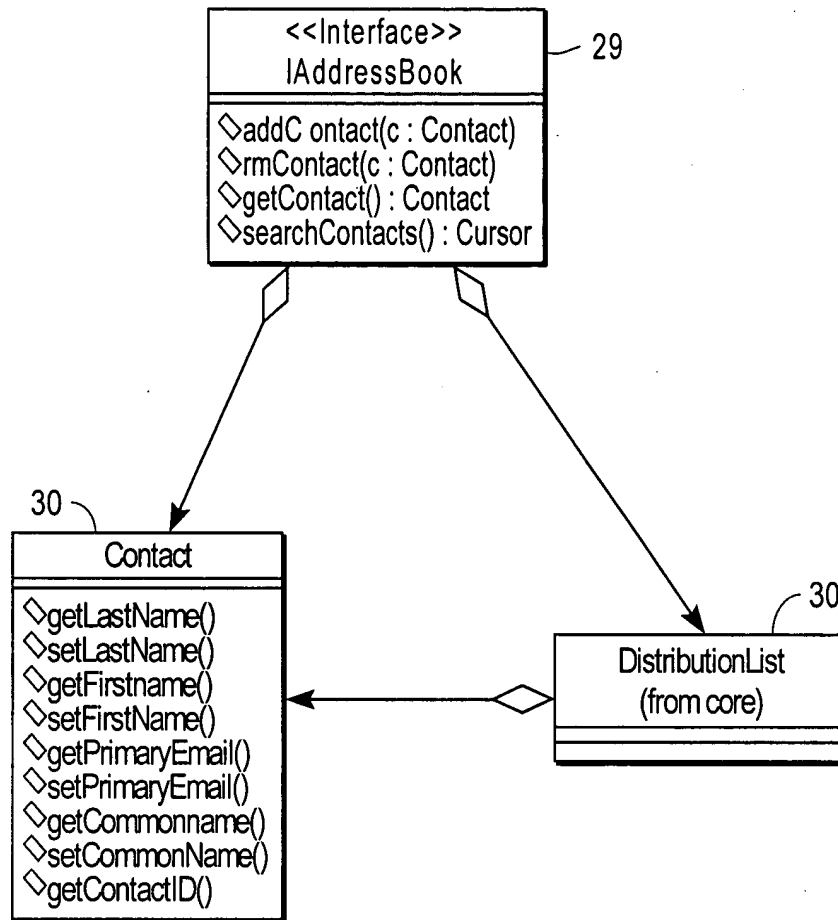 <<Interface>>
IAddressBook
29
addC ontact(c : Contact)
rmContact(c : Contact)
getContact() : Contact
searchContacts() : Cursor
30
Contact
getLastName()
setLastName()
getFirstname()
setFirstName()
getPrimaryEmail()
setPrimaryEmail()
getCommonname()
setCommonName()
getContactID()
30
DistributionList
(from core)